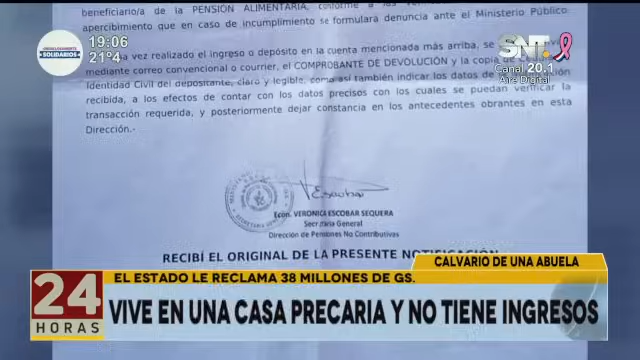 beneficiario/a de la PENSIÓN ALIMENTARIA, conforme a las
apercibimiento que en caso de incumplimiento se formulará denuncia ante el Ministerio Público
vez realizado el ingreso o depósito en la cuenta mencionada más arriba, se
mediante correo convencional o courrier, el COMPROBANTE DE DEVOLUCIÓN y la copia de
Identidad Civil del depositante, claro y legible, como así también indicar los datos de
recibida, a los efectos de contar con los datos precisos con los cuales se puedan verificar la
transacción requerida, y posteriormente dejar constancia en los antecedentes obrantes en esta
Dirección.-
ORGULLOSAMENTE
SOLIDARIOS
19:06
21°4
SNT
Canal 20.1
Aire Digital
Econ. VERONICA ESCOBAR SEQUERA
Secretaria General
Dirección de Pensiones No Contributivas
RECIBÍ EL ORIGINAL DE LA PRESENTE NOTIFICACIÓN
CALVARIO DE UNA ABUELA
EL ESTADO LE RECLAMA 38 MILLONES DE GS.
24
HORAS
VIVE EN UNA CASA PRECARIA Y NO TIENE INGRESOS